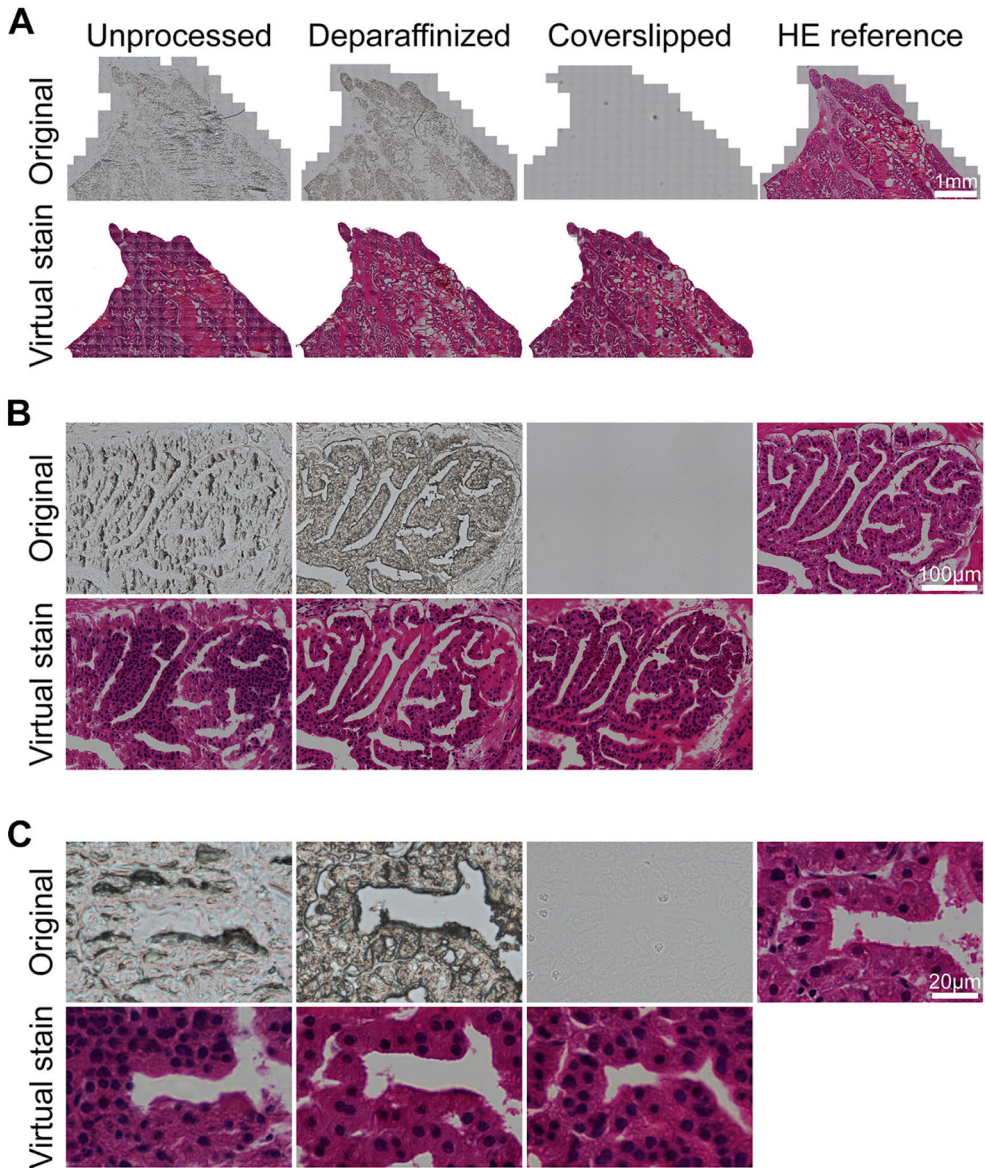 A
Unprocessed Deparaffinized Coverslipped HE reference
Original
1mm
Virtual stain
B
Original
100µm
Virtual stain
C
Original
20µm
Virtual stain